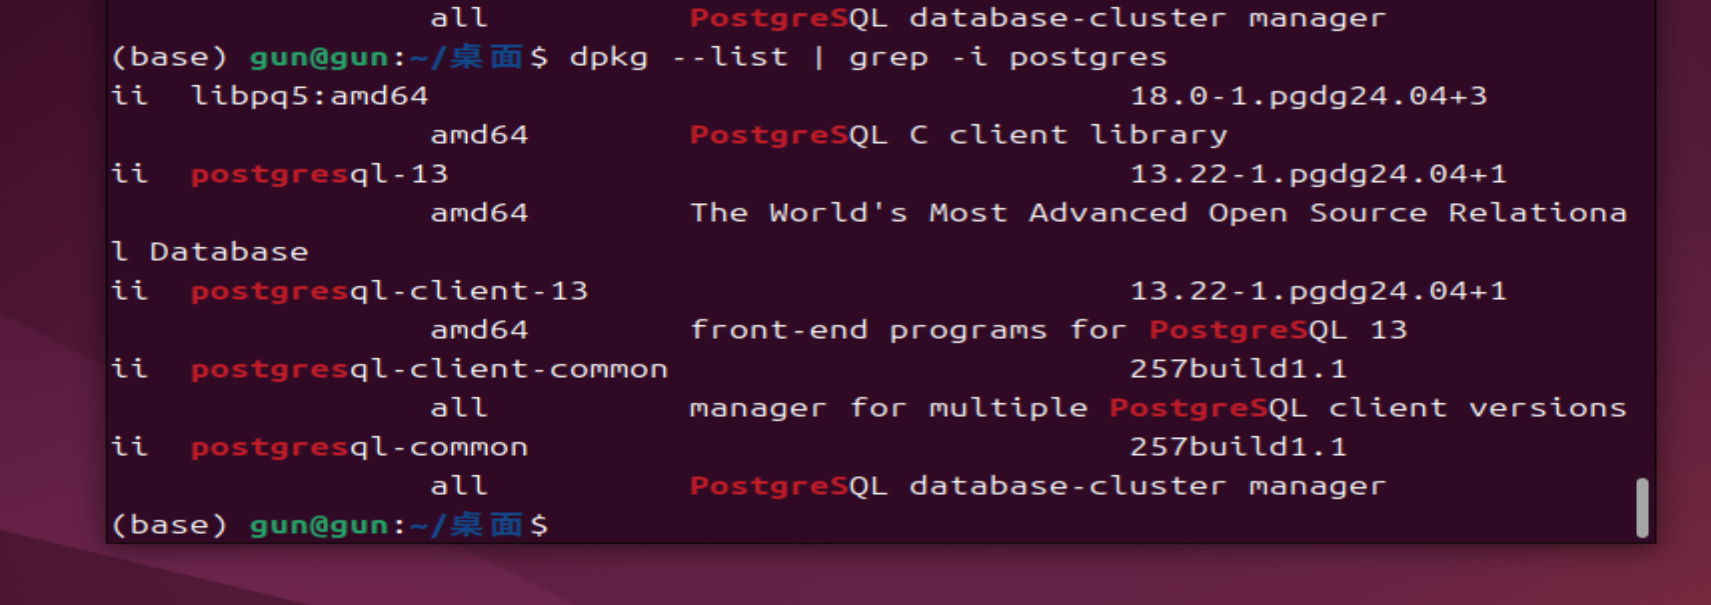 all PostgreSQL database-cluster manager
(base) gun@gun:~/桌面$ dpkg --list | grep -i postgres
ii libpq5:amd64 18.0-1.pgdg24.04+3
amd64 PostgreSQL C client library
ii postgresql-13 13.22-1.pgdg24.04+1
amd64 The World's Most Advanced Open Source Relationa
l Database
ii postgresql-client-13 13.22-1.pgdg24.04+1
amd64 front-end programs for PostgreSQL 13
ii postgresql-client-common 257build1.1
all manager for multiple PostgreSQL client versions
ii postgresql-common 257build1.1
all PostgreSQL database-cluster manager
(base) gun@gun:~/桌面$